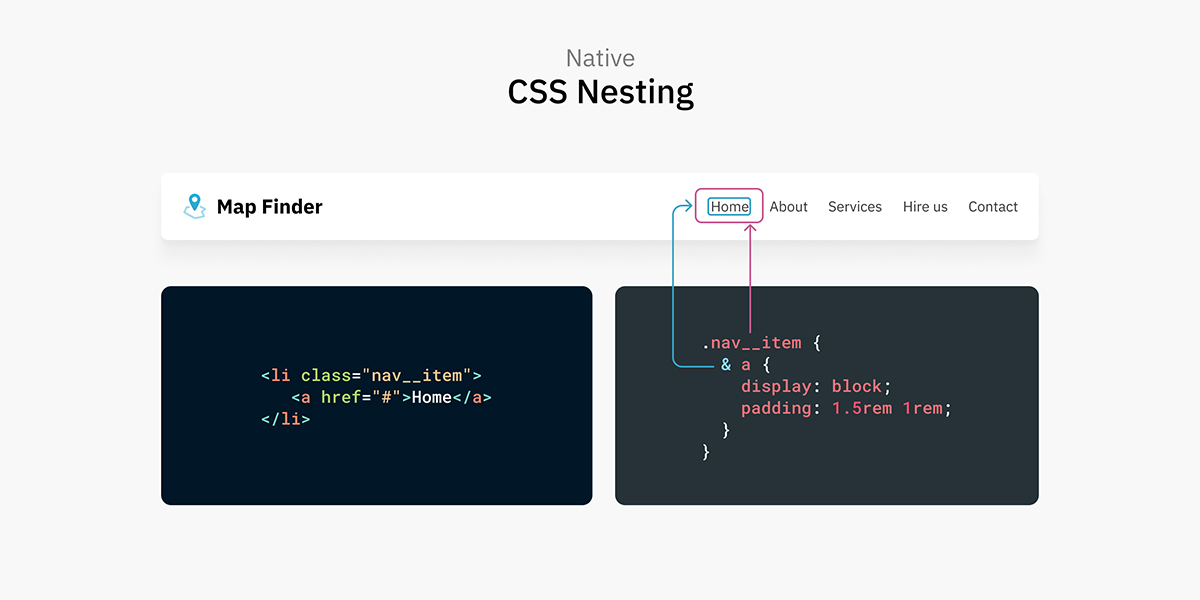 Native
CSS Nesting
Map Finder
Home
About
Services
Hire us
Contact
<li class="nav__item">
<a href="#">Home</a>
</li>
.nav__item {
& a {
display: block;
padding: 1.5rem 1rem;
}
}